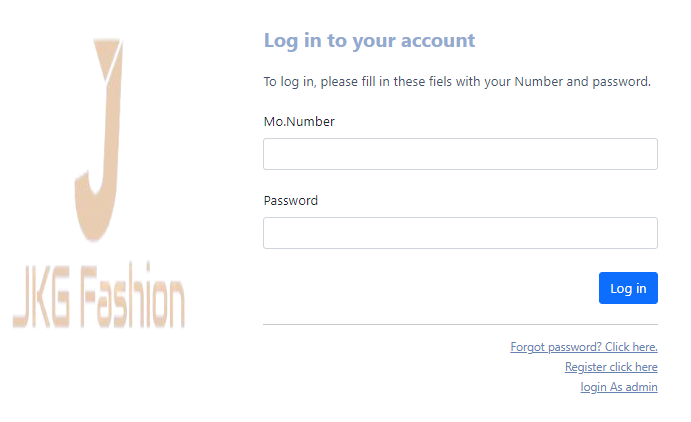 JKG Fashion
Log in to your account
To log in, please fill in these fiels with your Number and password.
Mo.Number
Password
Log in
Forgot password? Click here.
Register click here
login As admin